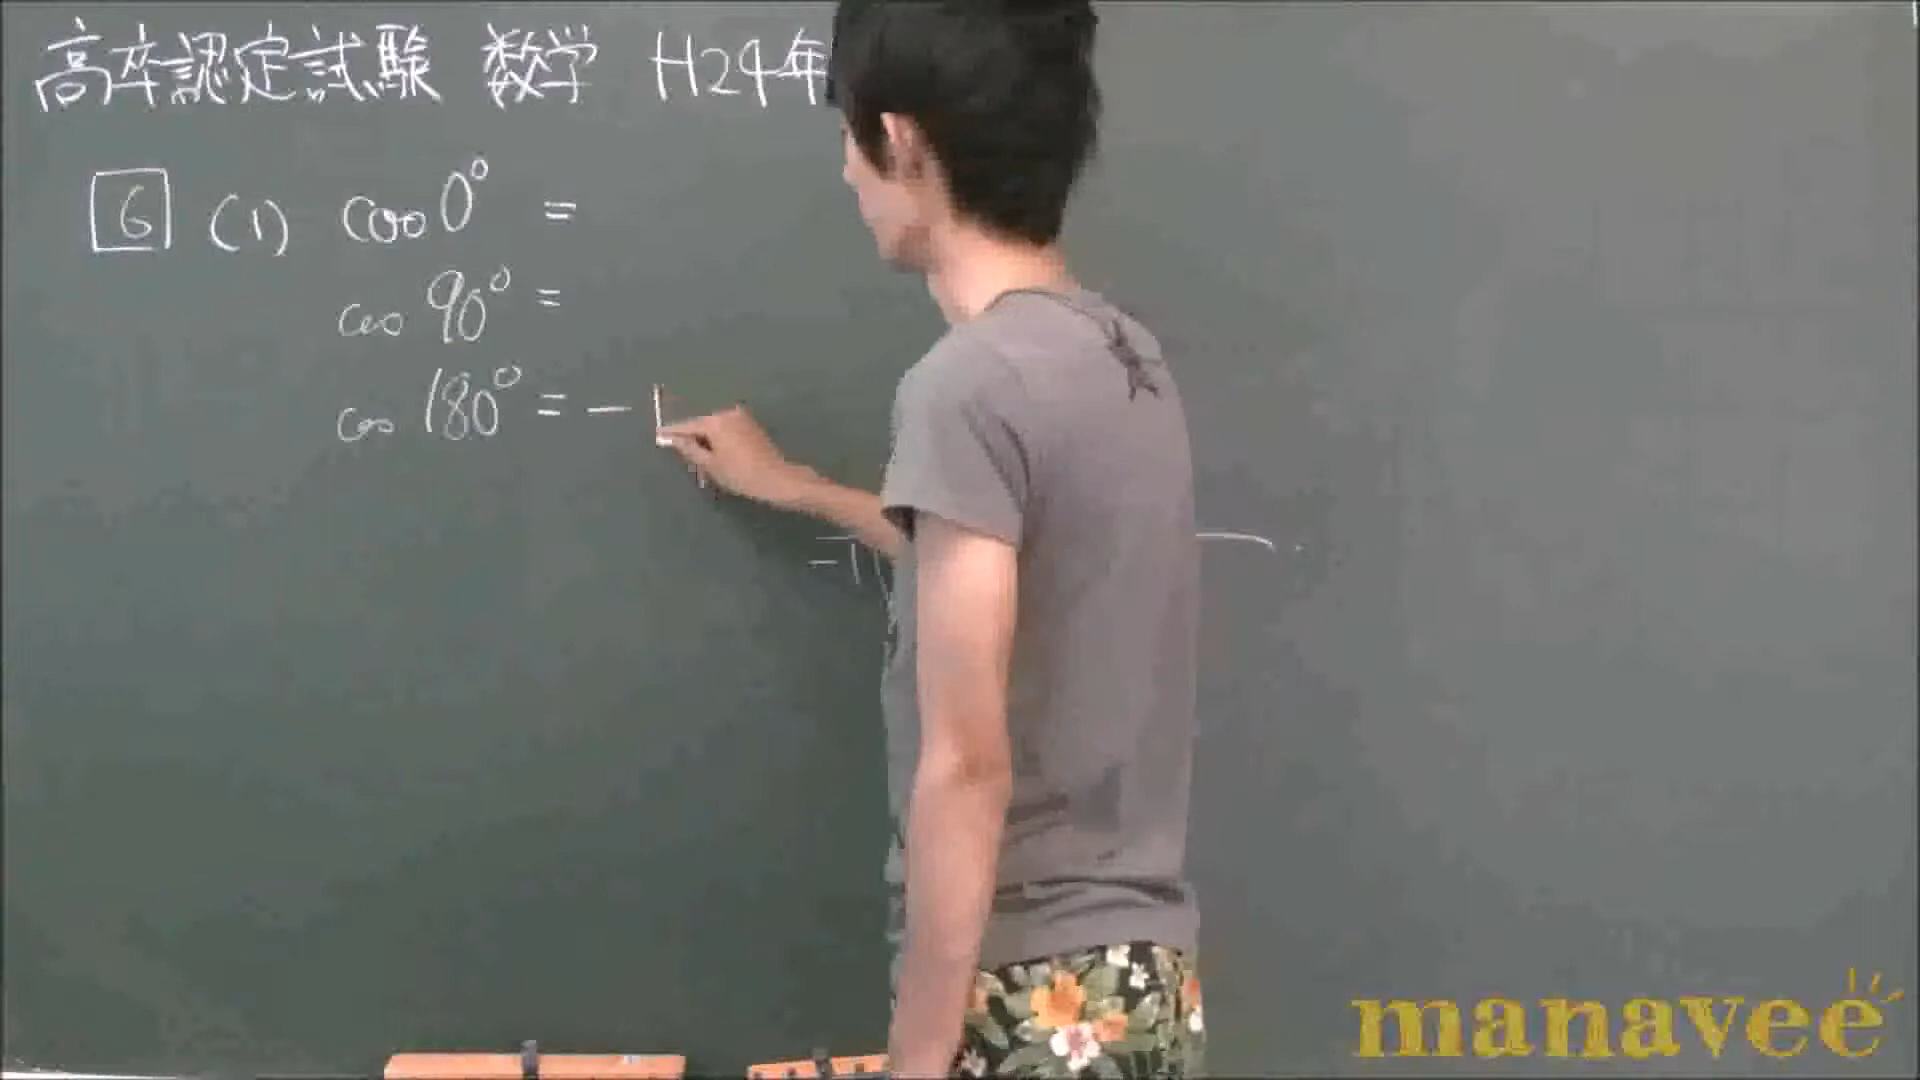 高卒認定試験 数学 H24年
6 (1) cos 0° =
cos 90° =
cos 180° = -1
-1
manavee